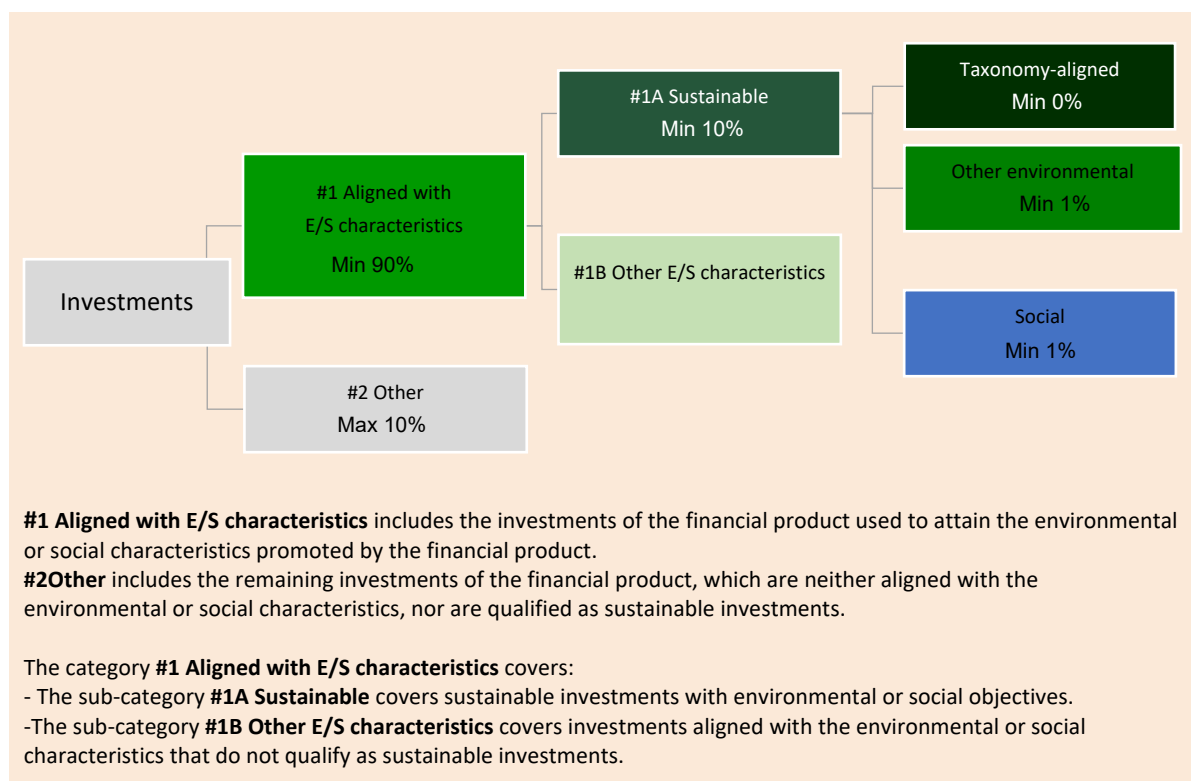 Investments
#1 Aligned with
E/S characteristics
Min 90%
#2 Other
Max 10%
#1A Sustainable
Min 10%
#1B Other E/S characteristics
Taxonomy-aligned
Min 0%
Other environmental
Min 1%
Social
Min 1%
#1 Aligned with E/S characteristics includes the investments of the financial product used to attain the environmental
or social characteristics promoted by the financial product.
#2Other includes the remaining investments of the financial product, which are neither aligned with the
environmental or social characteristics, nor are qualified as sustainable investments.
The category #1 Aligned with E/S characteristics covers:
- The sub-category #1A Sustainable covers sustainable investments with environmental or social objectives.
-The sub-category #1B Other E/S characteristics covers investments aligned with the environmental or social
characteristics that do not qualify as sustainable investments.